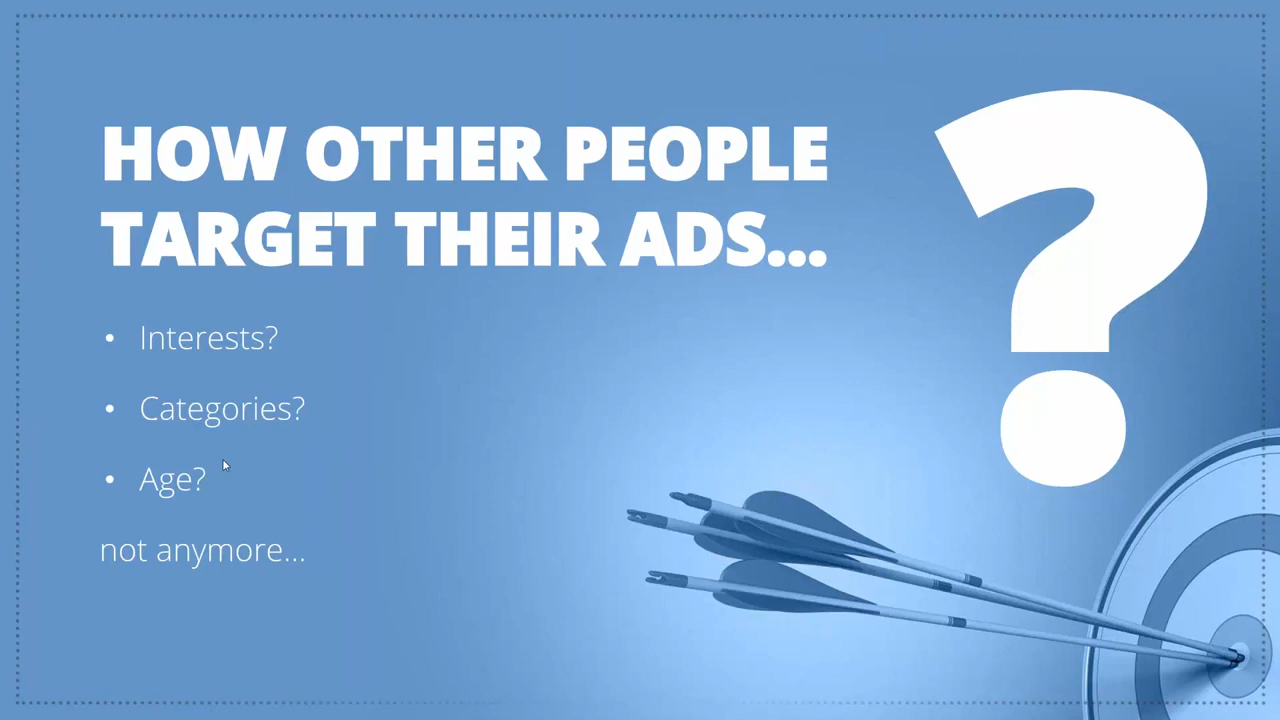 HOW OTHER PEOPLE
TARGET THEIR ADS...
• Interests?
• Categories?
• Age?
not anymore...
?